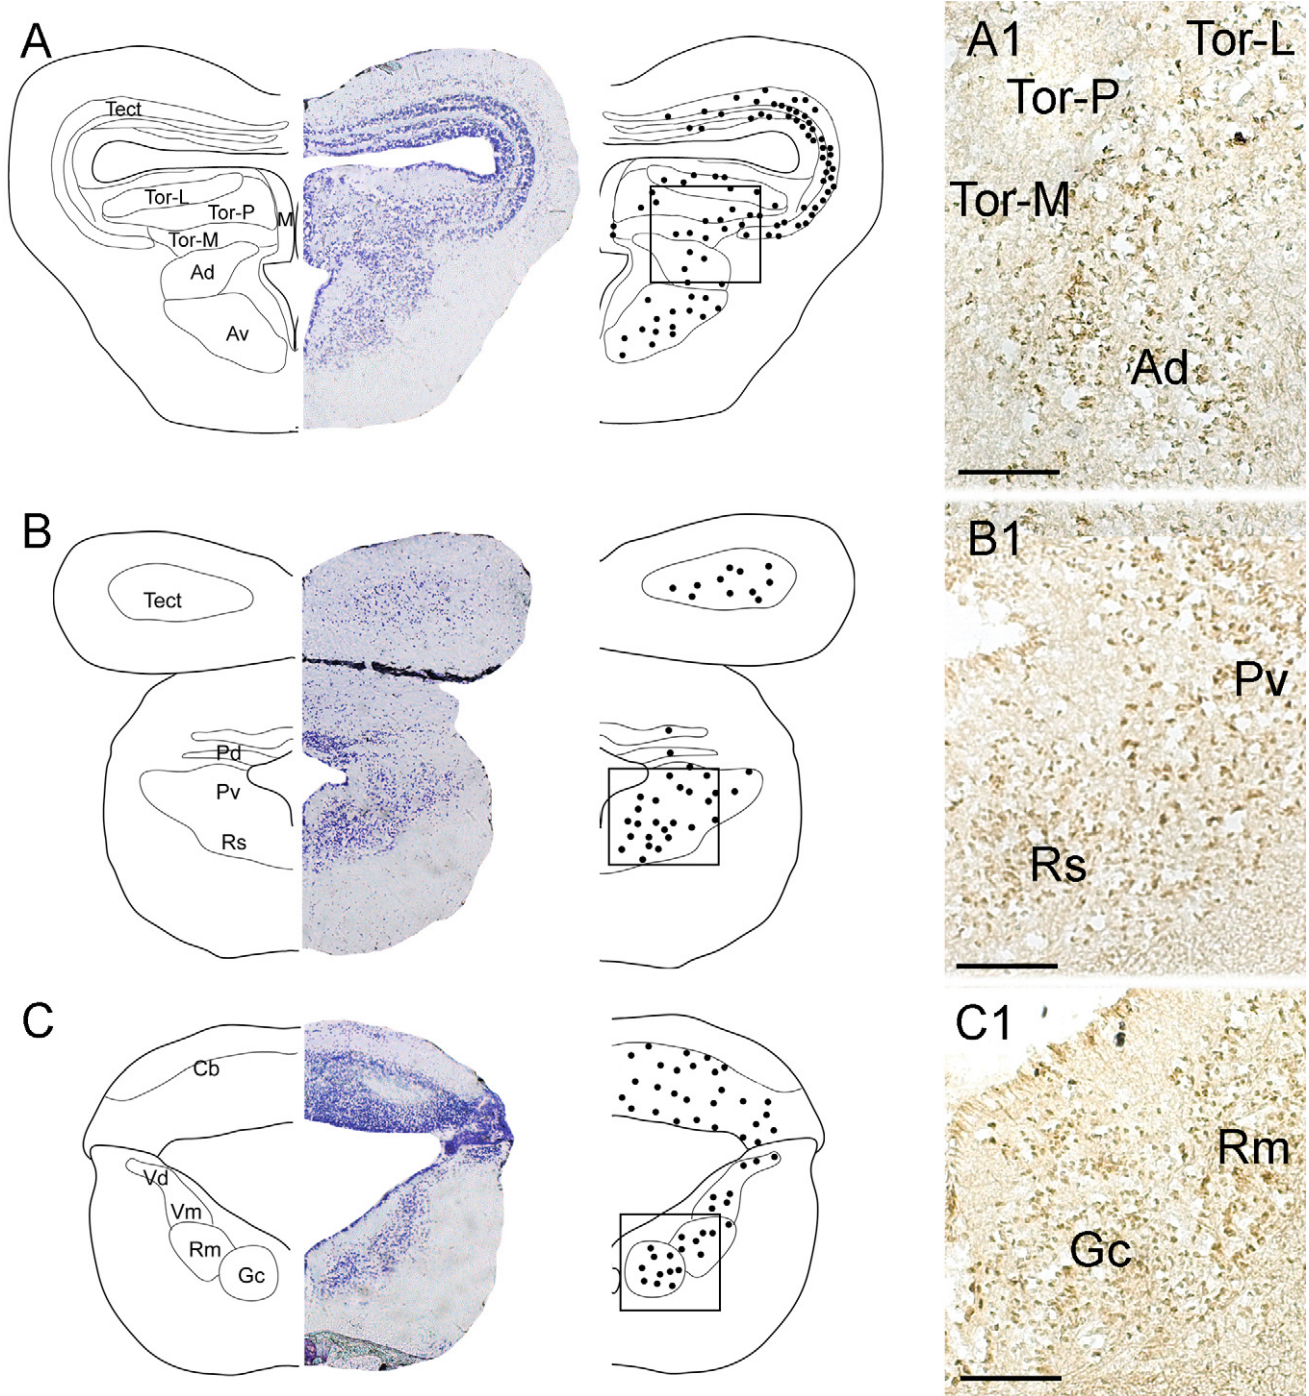 A
Tect
Tor-L
Tor-P
M
Tor-M
Ad
Av
A1
Tor-L
Tor-P
Tor-M
Ad
B
Tect
Pd
Pv
Rs
B1
Pv
Rs
C
Cb
Vd
Vm
Rm
Gc
C1
Rm
Gc